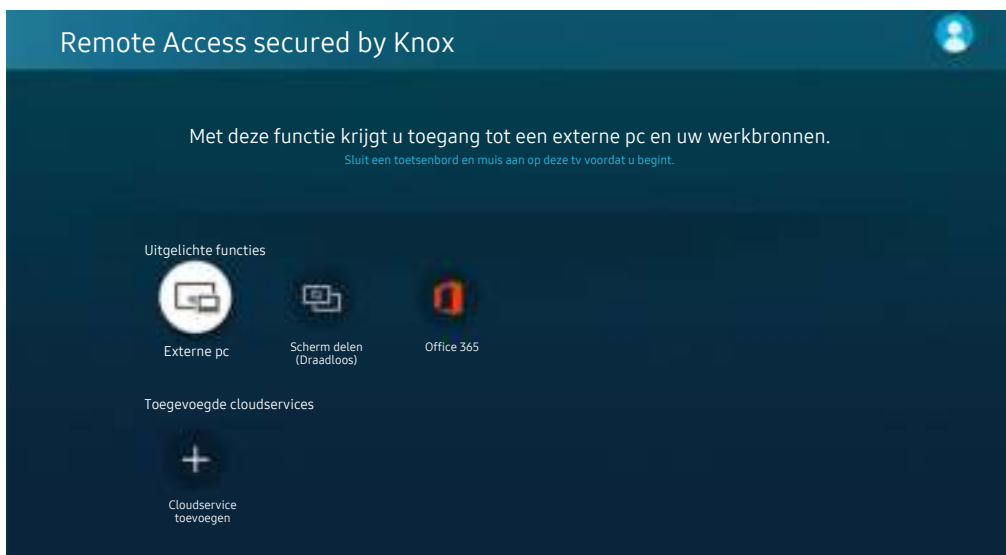 Remote Access secured by Knox
Met deze functie krijgt u toegang tot een externe pc en uw werkbronnen.
Sluit een toetsenbord en muis aan op deze tv voordat u begint.
Uitgelichte functies
Externe pc
Scherm delen
(Draadloos)
Office 365
Toegevoegde cloudservices
Cloudservice
toevoegen